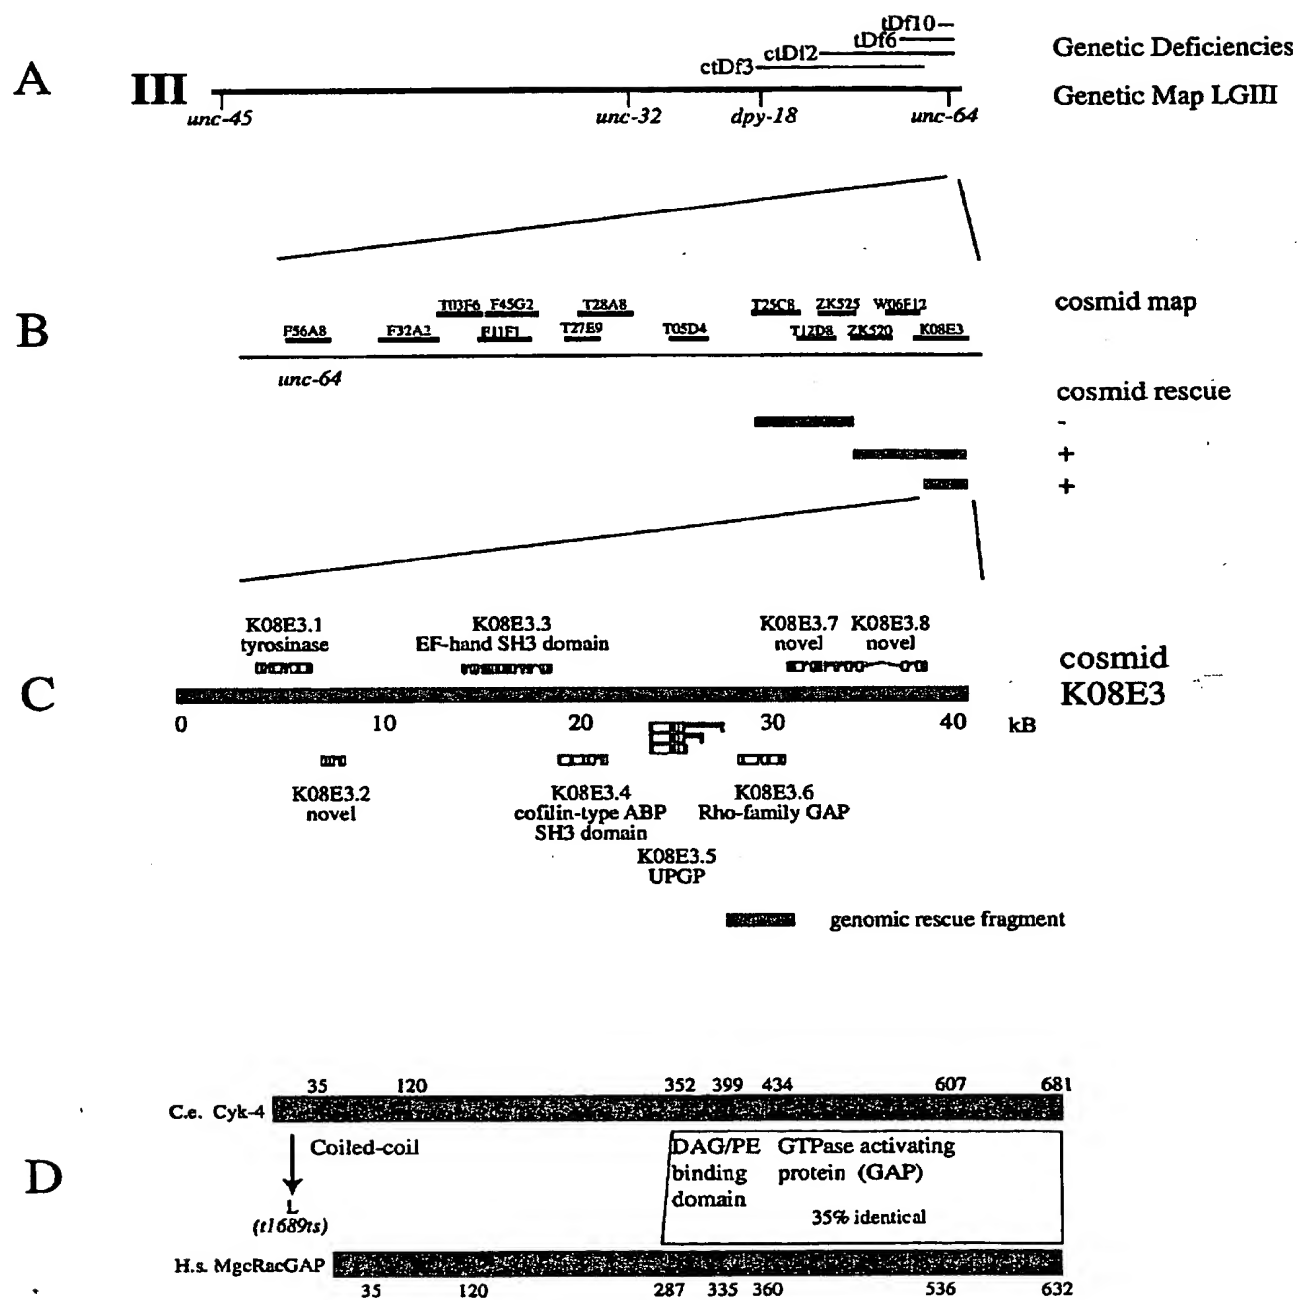 A
III
tDf10
tDf6
ctDf2
ctDf3
Genetic Deficiencies
Genetic Map LGIII
unc-45
unc-32
dpy-18
unc-64
B
T03F6
F45G2
T28A8
T25C8
ZK525
W06F12
cosmid map
F56A8
F32A2
E11F1
T27E9
T05D4
T12D8
ZK520
K08E3
unc-64
cosmid rescue
-
+
+
K08E3.1
tyrosinase
K08E3.3
EF-hand SH3 domain
K08E3.7
novel
K08E3.8
novel
cosmid
K08E3
C
0 10 20 30 40 kB
K08E3.2
novel
K08E3.4
cofilin-type ABP
SH3 domain
K08E3.6
Rho-family GAP
K08E3.5
UPGP
genomic rescue fragment
D
35 120 352 399 434 607 681
C.e. Cyk-4
Coiled-coil
L
(t1689ts)
DAG/PE
binding
domain
GTPase activating
protein (GAP)
35% identical
H.s. MgcRacGAP
35 120 287 335 360 536 632